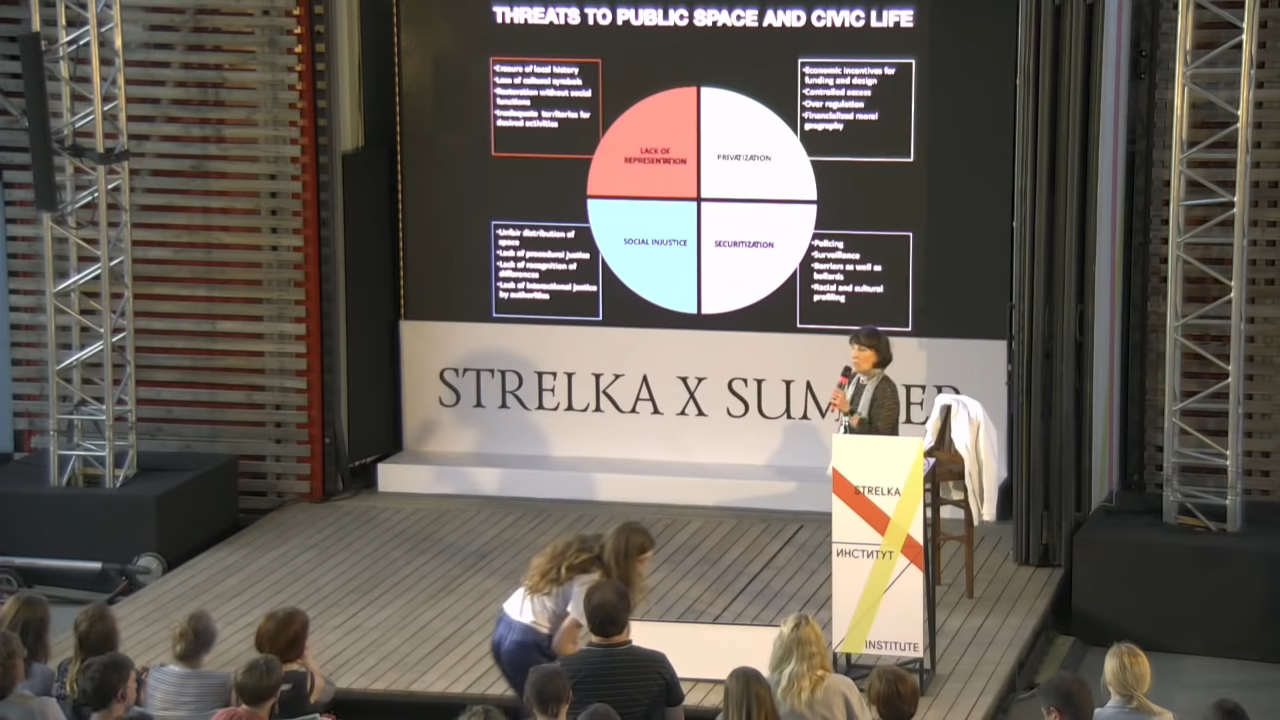 THREATS TO PUBLIC SPACE AND CIVIC LIFE
•Erasure of local history
•Loss of cultural symbols
•Restoration without social
functions
•Inadequate territories for
desired activities
•Economic incentives for
funding and design
•Controlled access
•Over regulation
•Financialized moral
geography
LACK OF
REPRESENTATION
PRIVATIZATION
SOCIAL INJUSTICE
SECURITIZATION
•Unfair distribution of
space
•Lack of procedural justice
•Lack of recognition of
differences
•Lack of interactional justice
by authorities
•Policing
•Surveillance
•Barriers as well as
bollards
•Racial and cultural
profiling
STRELKA X SUMMER
STRELKA
ИНСТИТУТ
INSTITUTE